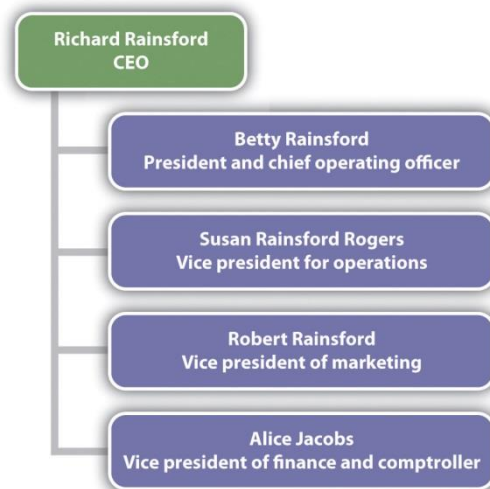 Richard Rainsford
CEO
Betty Rainsford
President and chief operating officer
Susan Rainsford Rogers
Vice president for operations
Robert Rainsford
Vice president of marketing
Alice Jacobs
Vice president of finance and comptroller